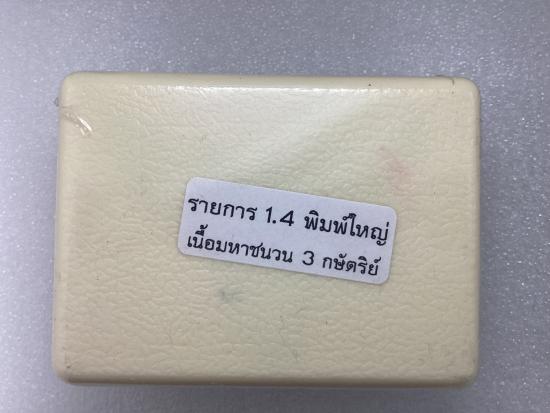 รายการ 1.4 พิมพ์ใหญ่
เนื้อมหาชนวน 3 กษัตริย์